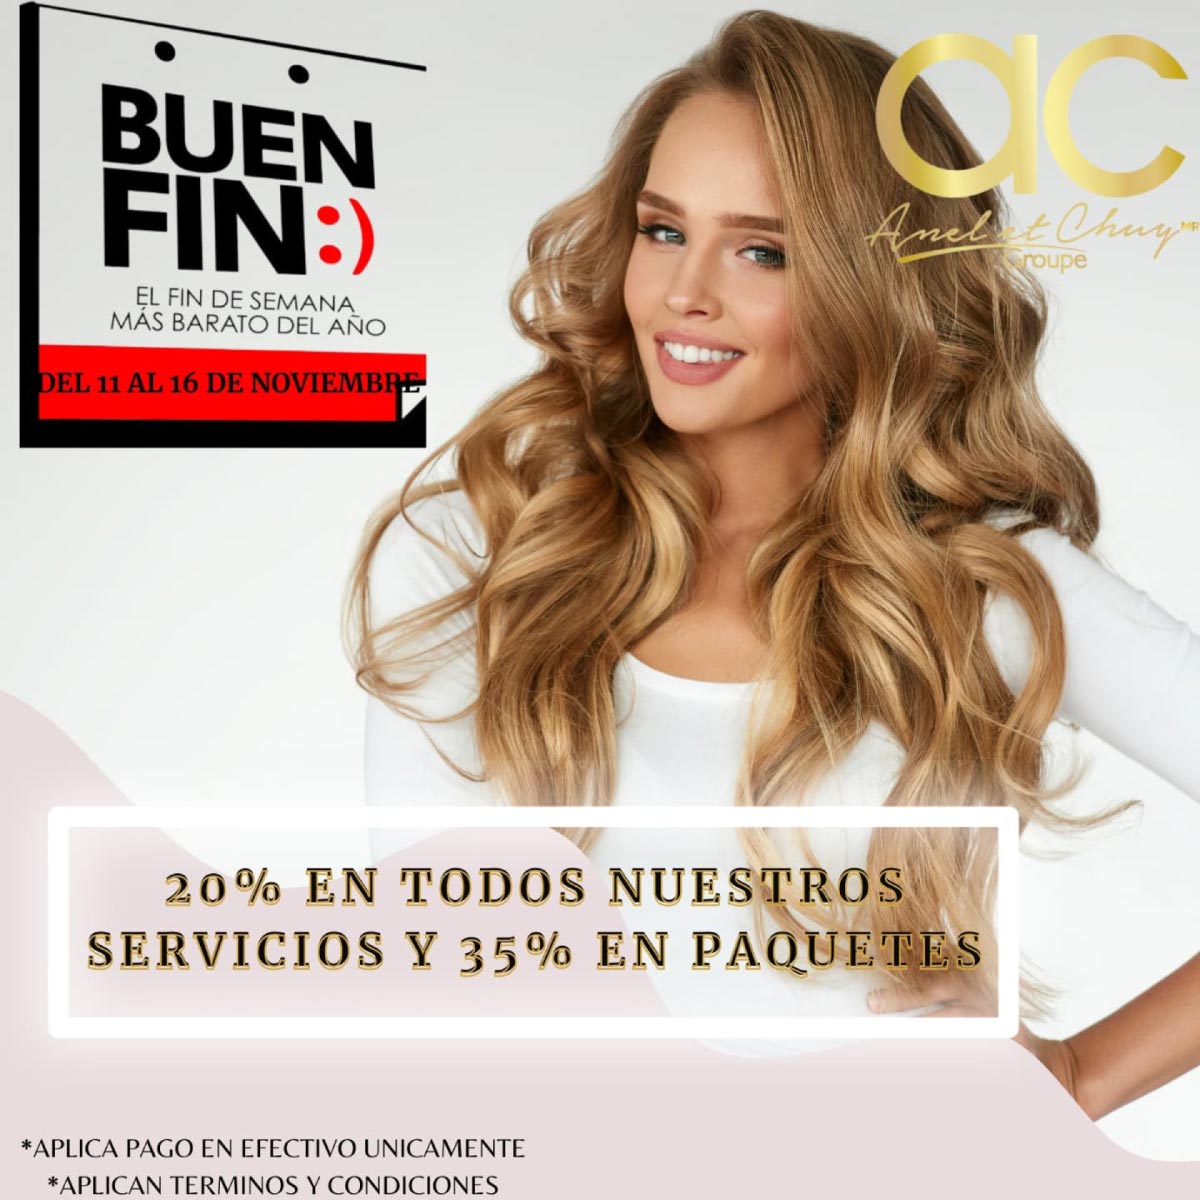 BUEN
FIN:)
EL FIN DE SEMANA
MÁS BARATO DEL AÑO
DEL 11 AL 16 DE NOVIEMBRE
ac
Anel et Chuy MR
Groupe
20% EN TODOS NUESTROS
SERVICIOS Y 35% EN PAQUETES
*APLICA PAGO EN EFECTIVO UNICAMENTE
*APLICAN TERMINOS Y CONDICIONES